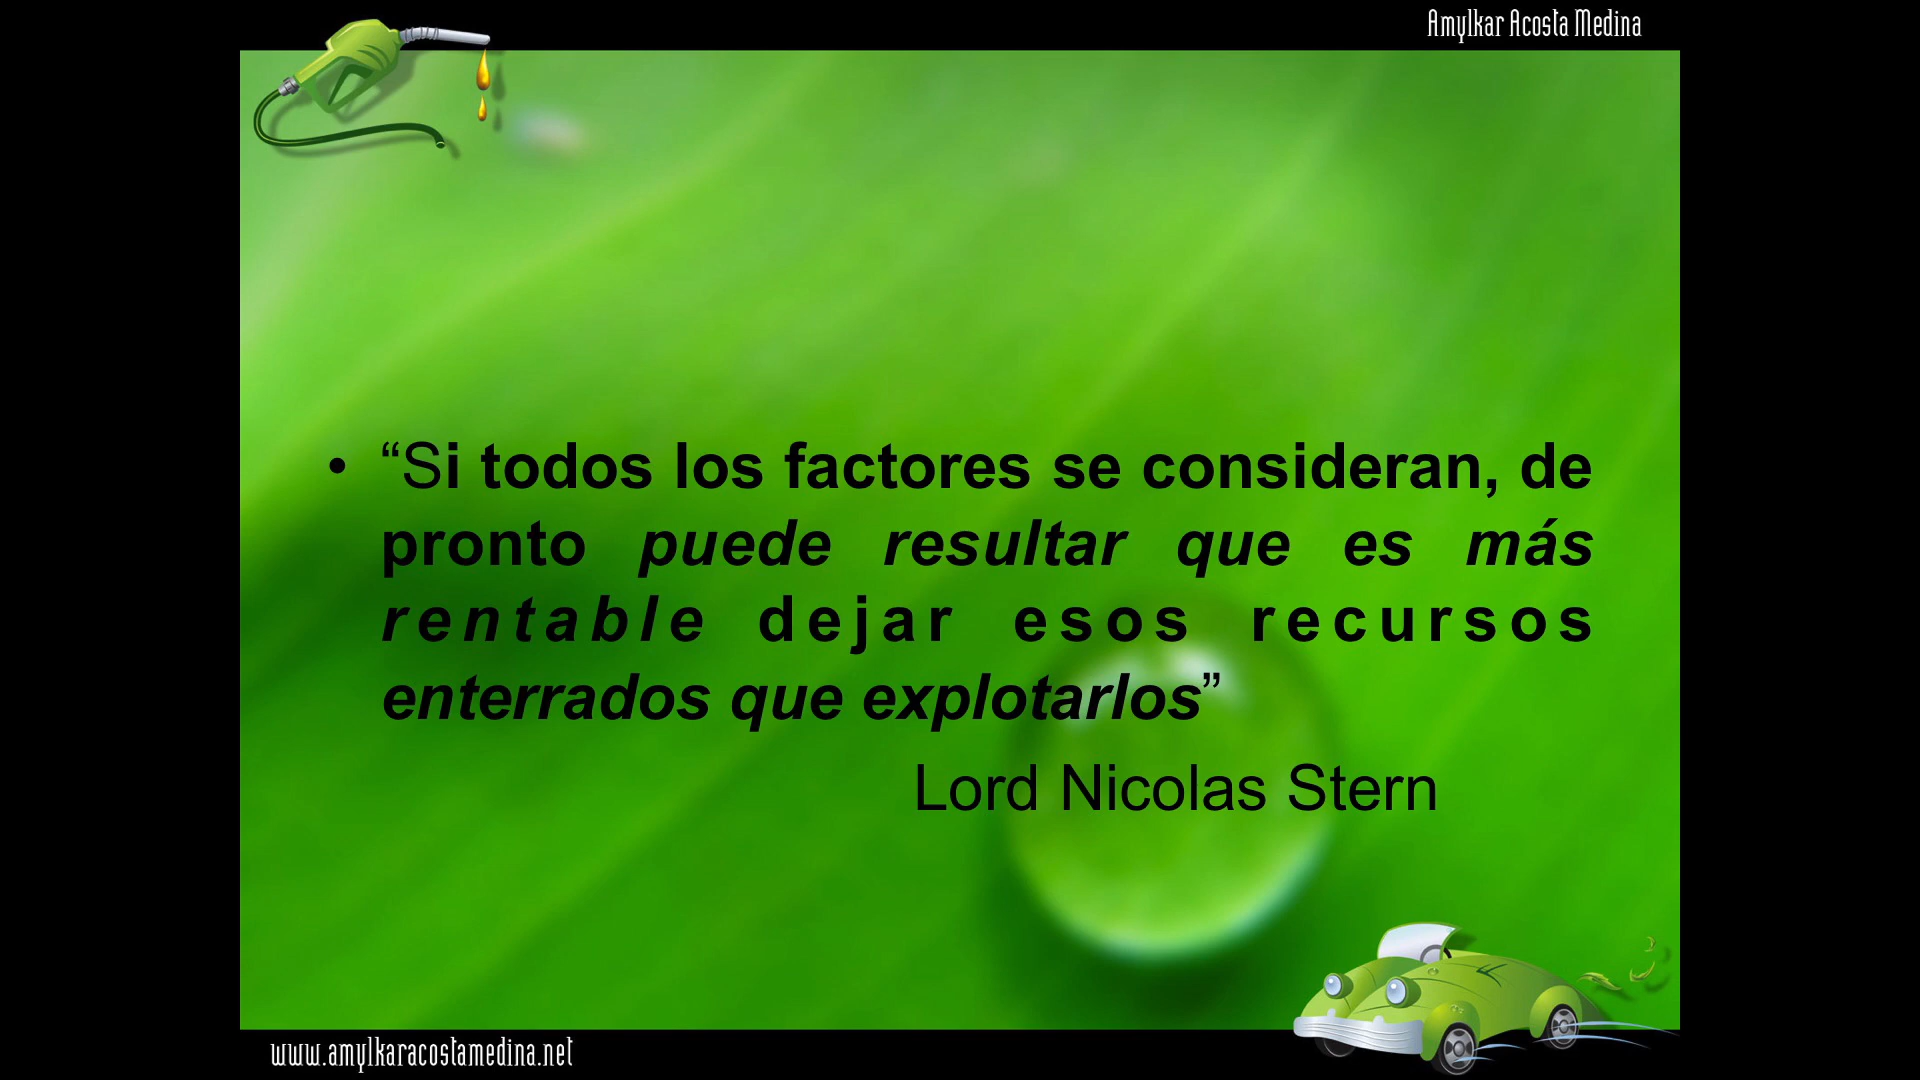 Amylkar Acosta Medina
• “Si todos los factores se consideran, de
pronto puede resultar que es más
rentable dejar esos recursos
enterrados que explotarlos”
Lord Nicolas Stern
www.amylkaracostamedina.net